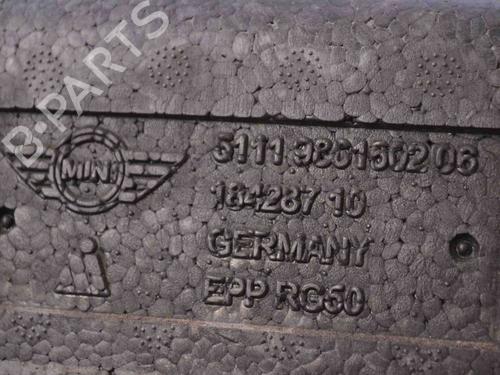 B-PARTS
MINI
5111 9801502 06
184287 10
GERMANY
EPP RG50